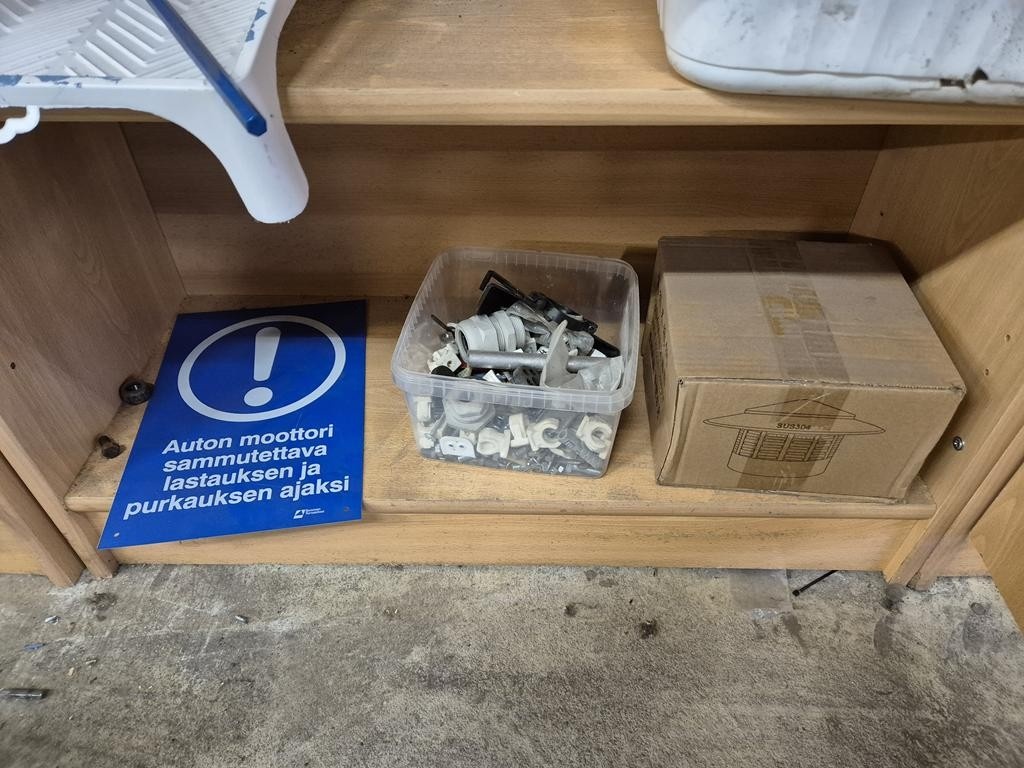 Auton moottori
sammutettava
lastauksen ja
purkauksen ajaksi
SUS304